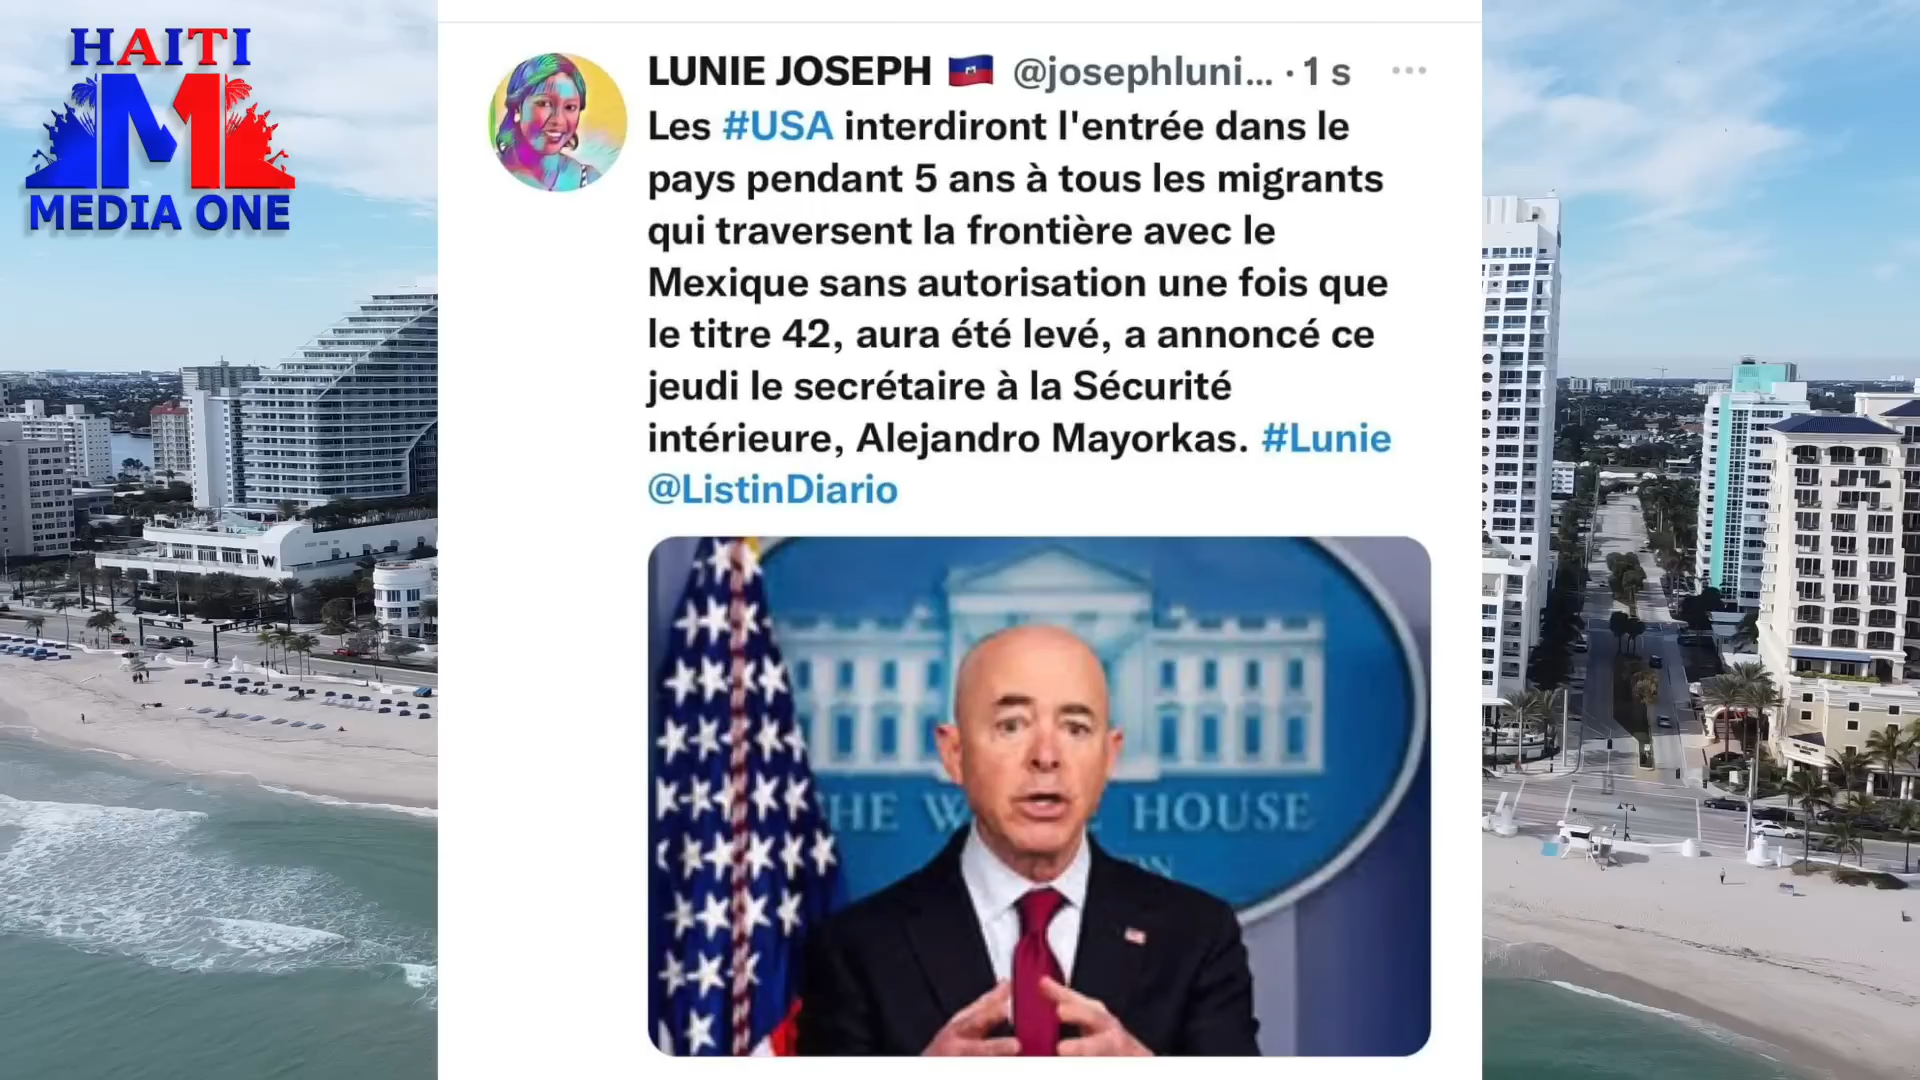 HAITI
M1
MEDIA ONE
LUNIE JOSEPH 🇭🇹 @josephluni... · 1 s
Les #USA interdiront l'entrée dans le
pays pendant 5 ans à tous les migrants
qui traversent la frontière avec le
Mexique sans autorisation une fois que
le titre 42, aura été levé, a annoncé ce
jeudi le secrétaire à la Sécurité
intérieure, Alejandro Mayorkas. #Lunie
@ListinDiario
W
HOUSE